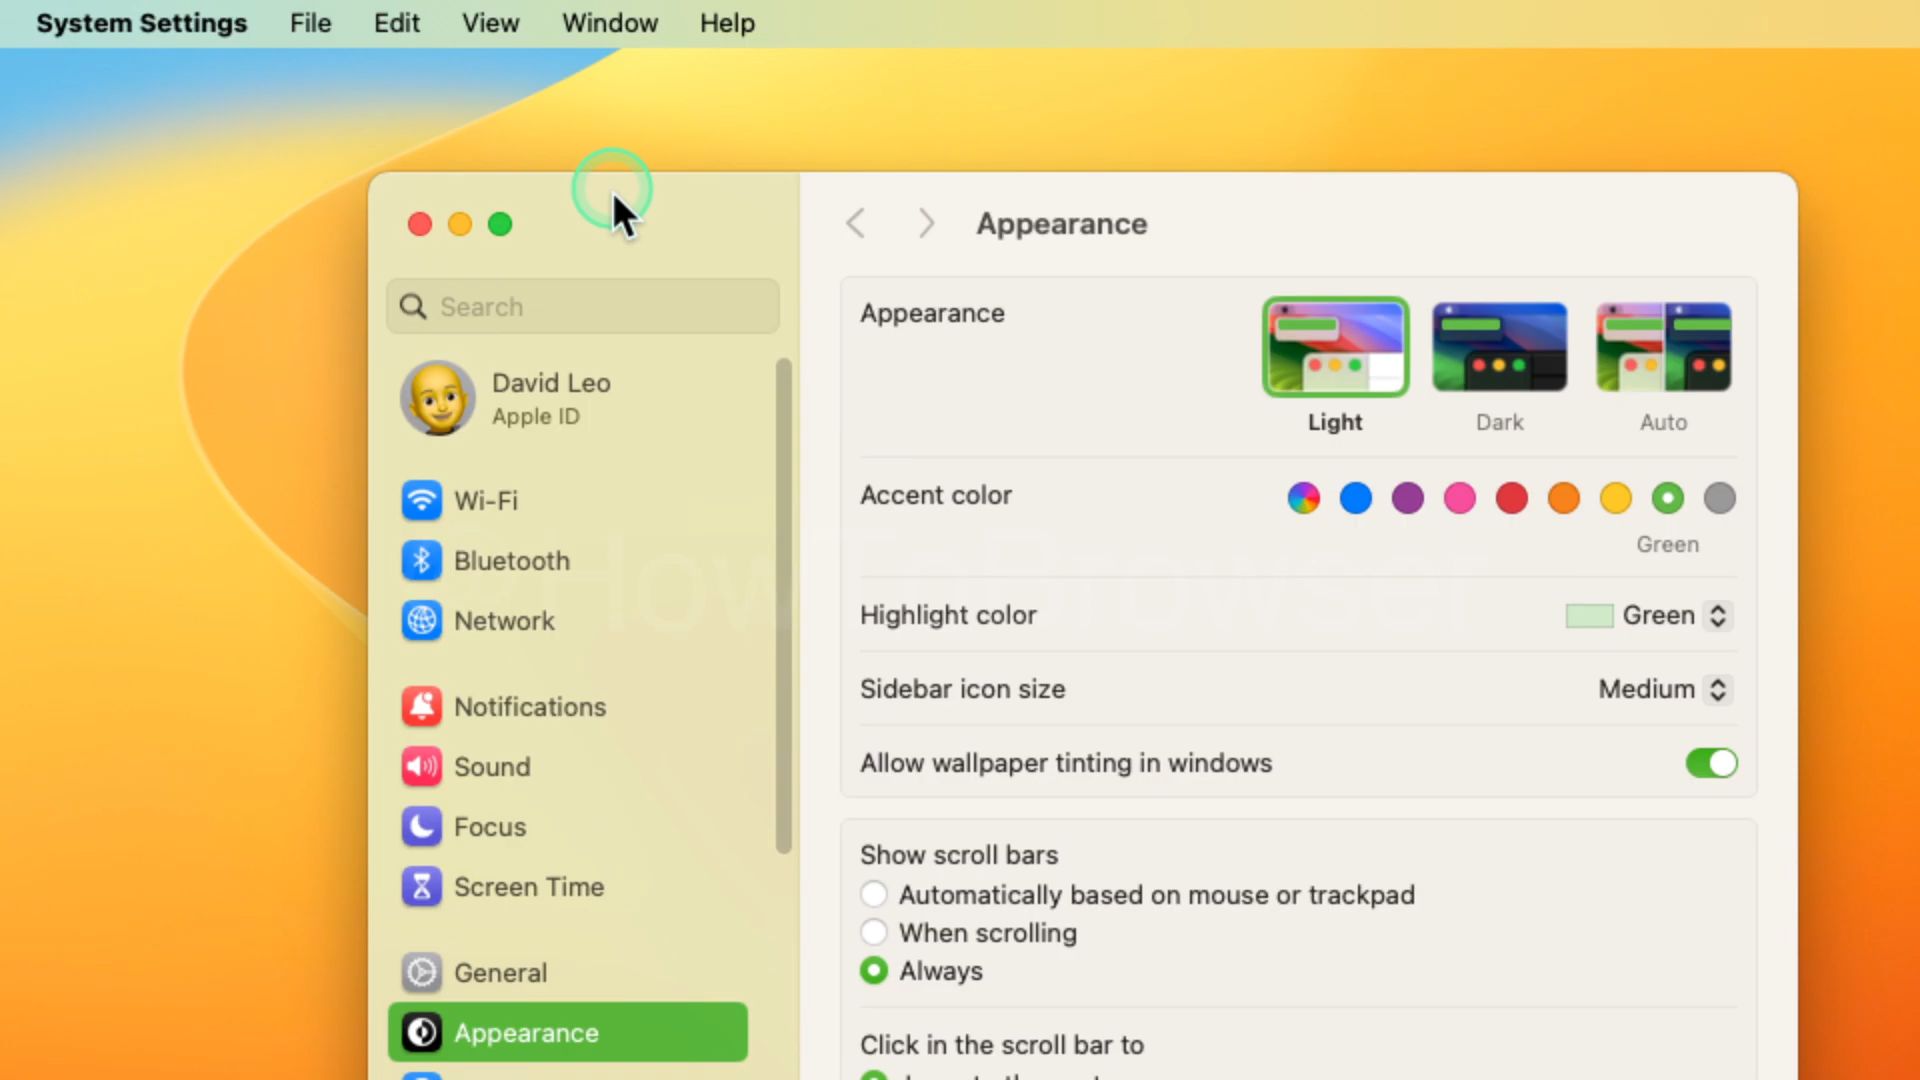 System Settings File Edit View Window Help
Appearance
Search
David Leo
Apple ID
Wi-Fi
Bluetooth
Network
Notifications
Sound
Focus
Screen Time
General
Appearance
Appearance
Light Dark Auto
Accent color
Green
Highlight color Green
Sidebar icon size Medium
Allow wallpaper tinting in windows
Show scroll bars
Automatically based on mouse or trackpad
When scrolling
Always
Click in the scroll bar to
@HowToBrowser